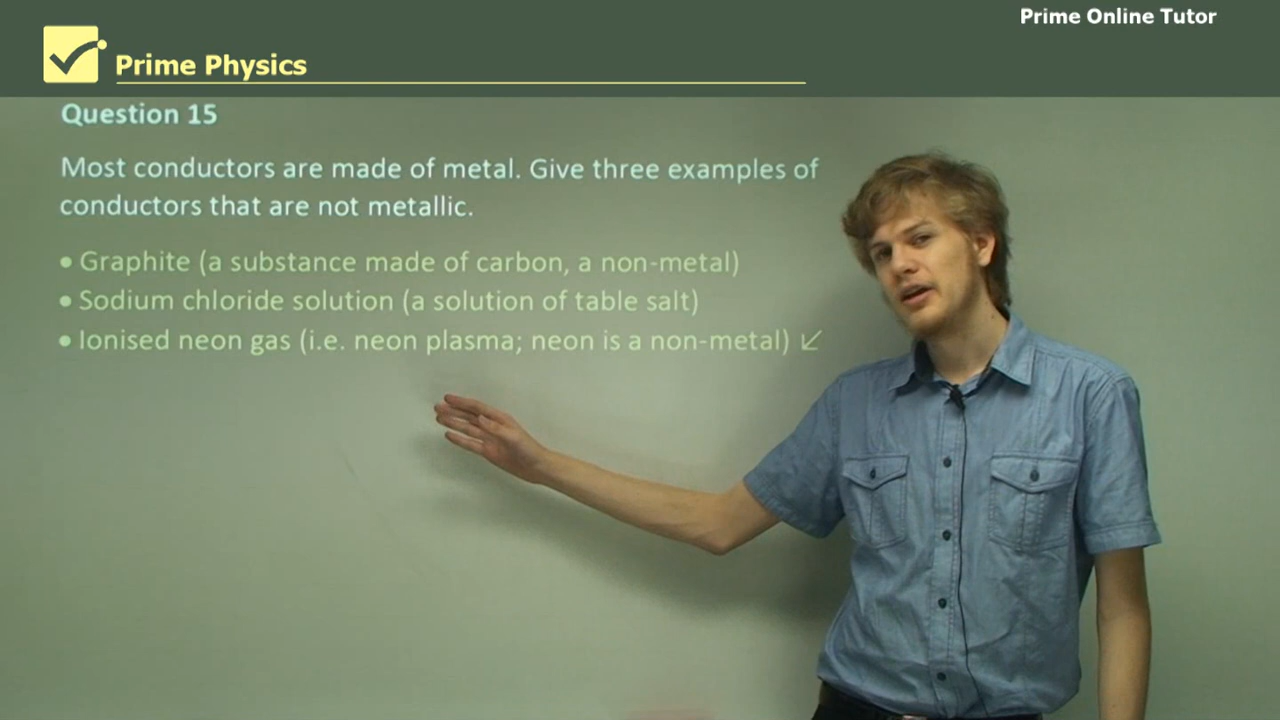 Prime Online Tutor
Prime Physics
Question 15
Most conductors are made of metal. Give three examples of
conductors that are not metallic.
• Graphite (a substance made of carbon, a non-metal)
• Sodium chloride solution (a solution of table salt)
• Ionised neon gas (i.e. neon plasma; neon is a non-metal) ↙